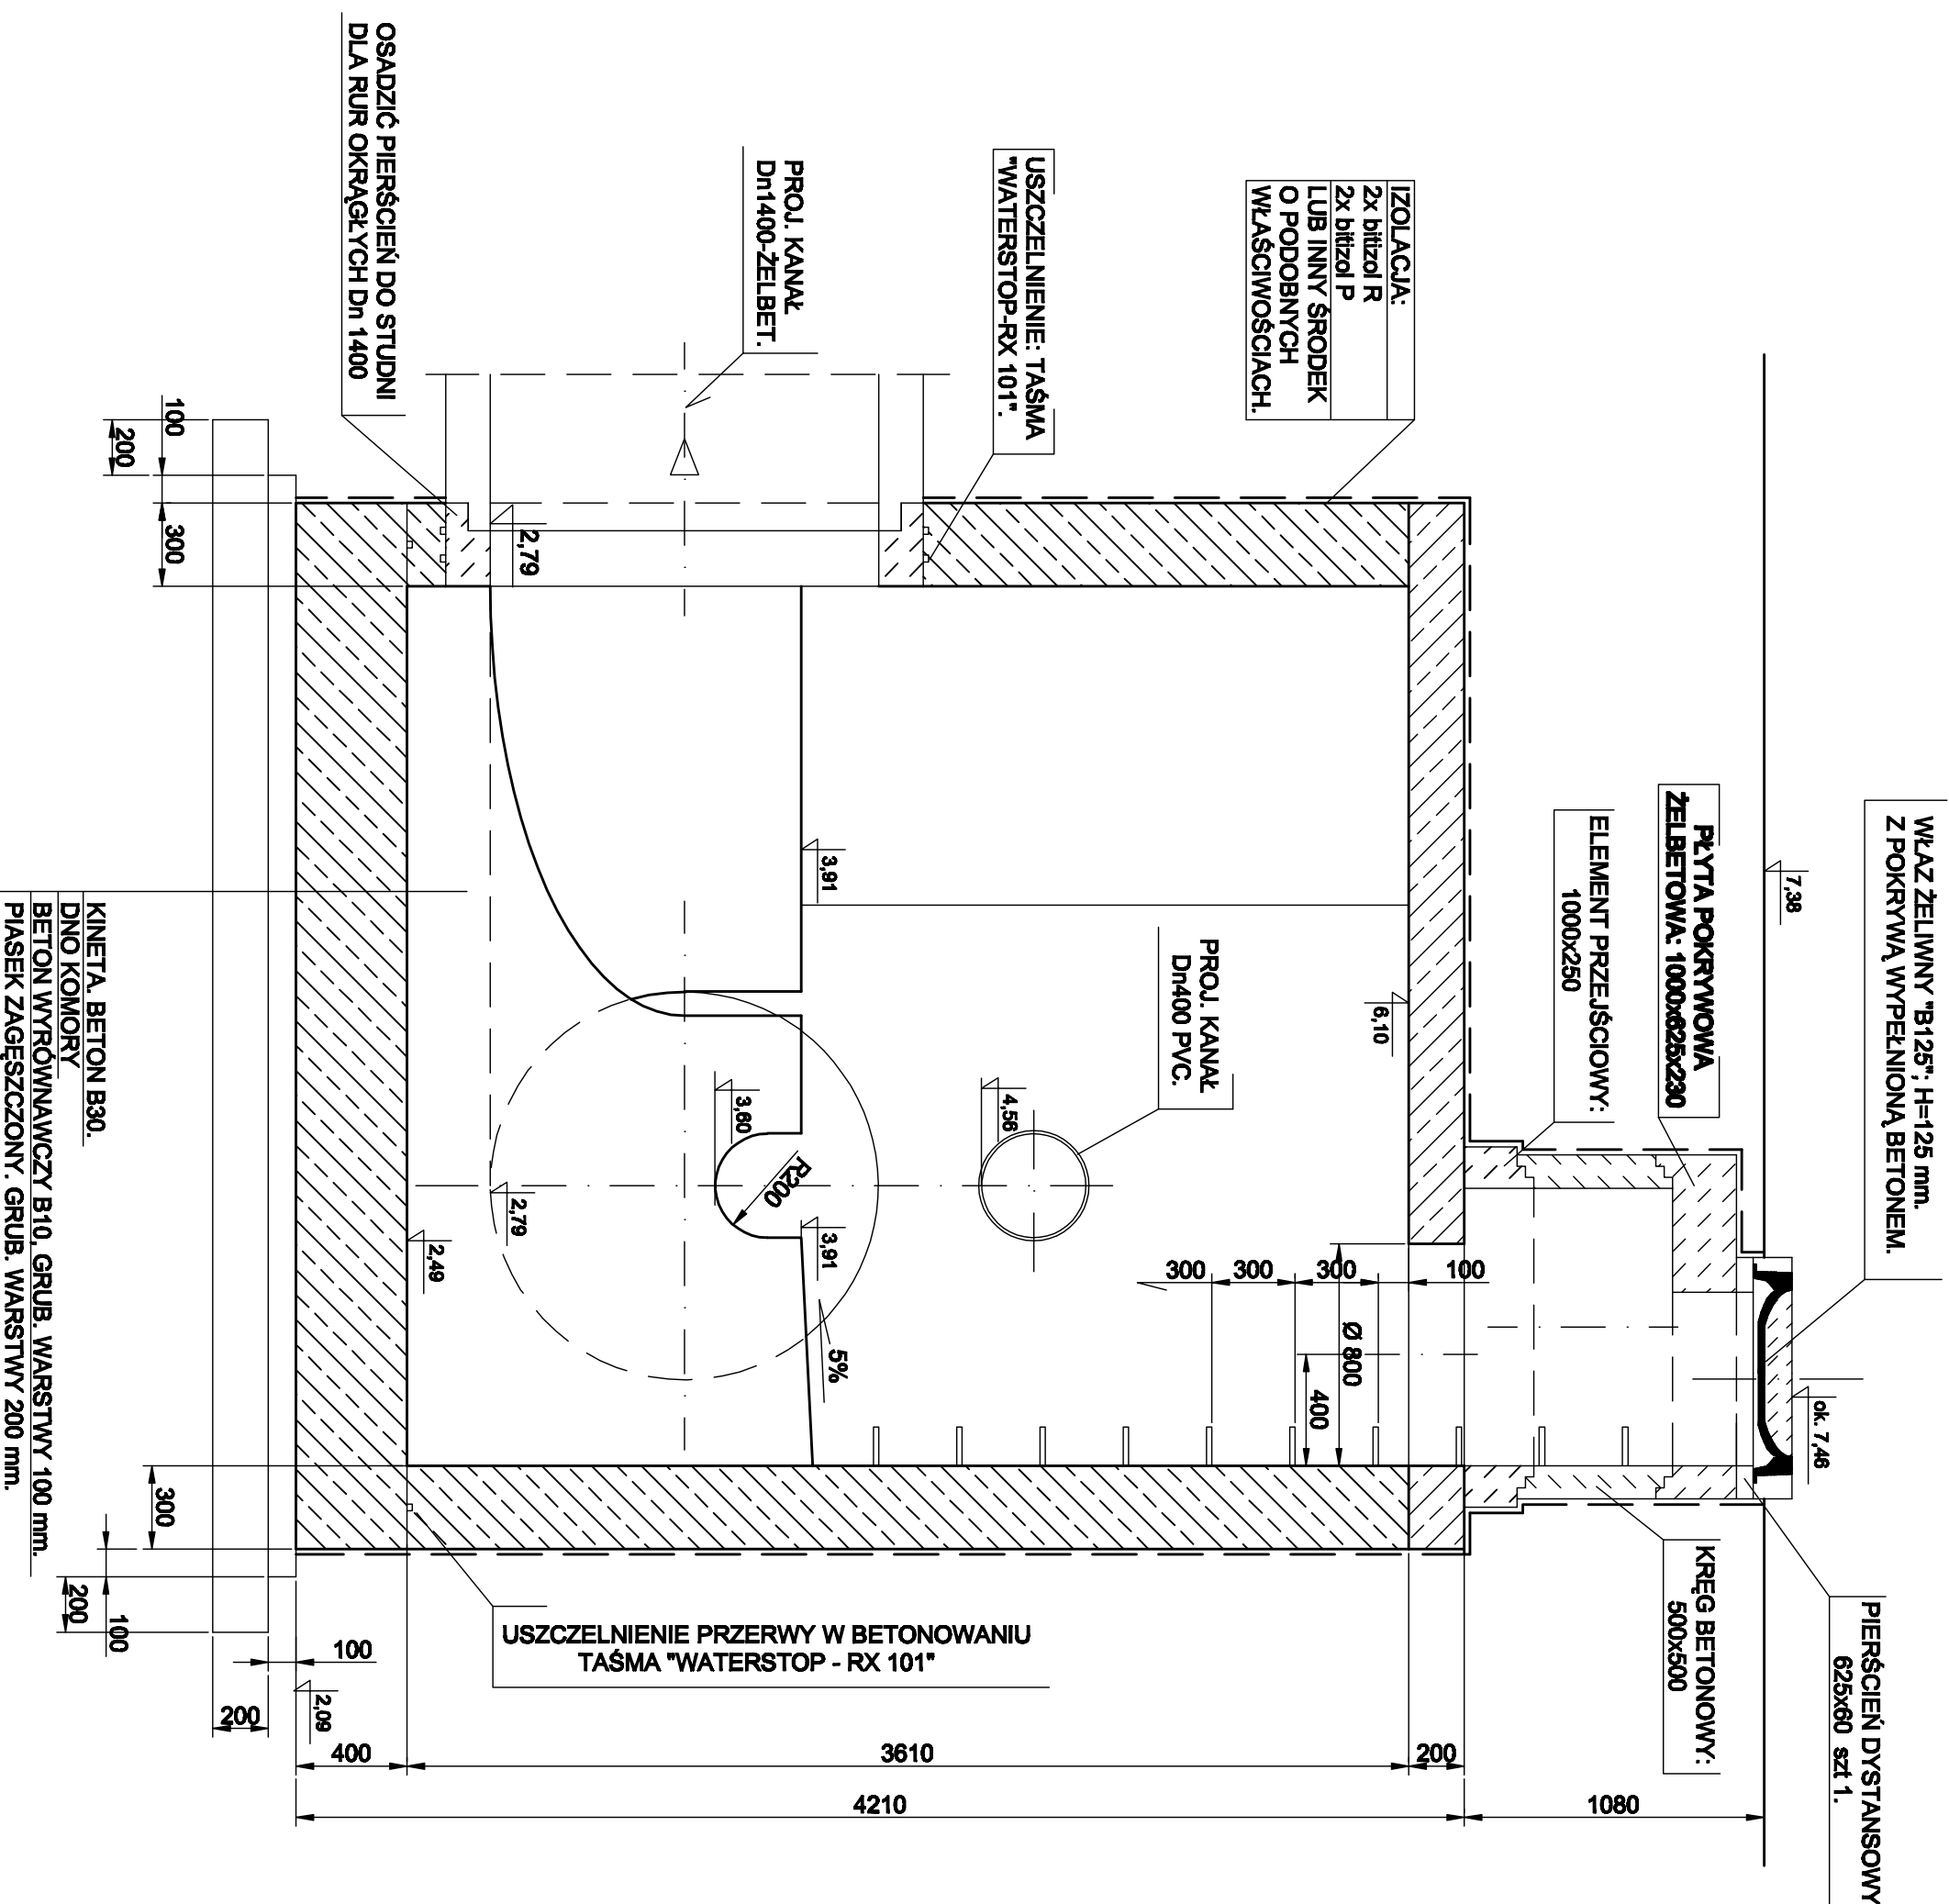 WŁAZ ŻELIWNY "B125"; H=125 mm.
Z POKRYWĄ WYPEŁNIONĄ BETONEM.
7,38
ok. 7,46
PŁYTA POKRYWOWA
ŻELBETOWA: 1000x625x230
ELEMENT PRZEJŚCIOWY:
1000x250
PIERŚCIEŃ DYSTANSOWY
625x60 szt 1.
KRĘG BETONOWY:
500x500
IZOLACJA:
2x bitizol R
2x bitizol P
LUB INNY ŚRODEK
O PODOBNYCH
WŁAŚCIWOŚCIACH.
USZCZELNIENIE: TAŚMA
"WATERSTOP-RX 101".
PROJ. KANAŁ
Dn1400-ŻELBET.
OSADZIĆ PIERŚCIEŃ DO STUDNI
DLA RUR OKRĄGŁYCH Dn 1400
PROJ. KANAŁ
Dn400 PVC.
6,10
4,56
3,91
3,60
R200
3,91
5%
2,79
2,79
2,49
2,09
100
300
300
300
Ø 800
400
100
200
300
300
100
200
100
200
400
3610
200
4210
1080
USZCZELNIENIE PRZERWY W BETONOWANIU
TAŚMA "WATERSTOP - RX 101"
KINETA. BETON B30.
DNO KOMORY
BETON WYRÓWNAWCZY B10, GRUB. WARSTWY 100 mm.
PIASEK ZAGĘSZCZONY. GRUB. WARSTWY 200 mm.